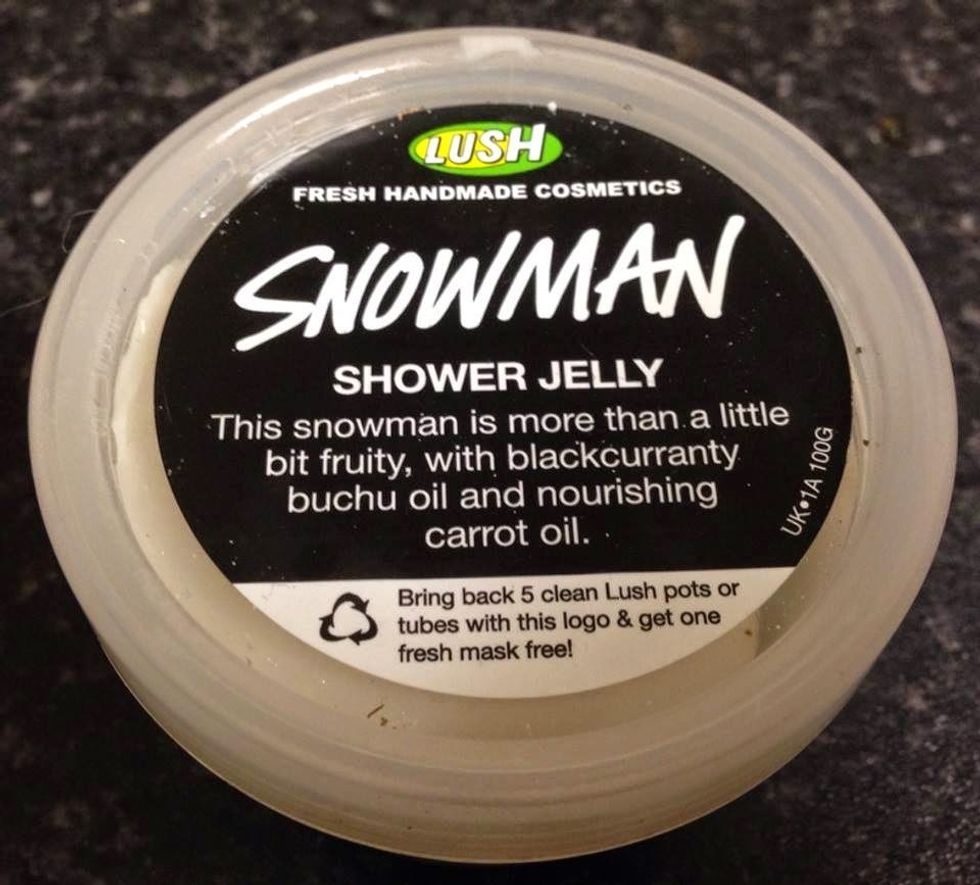 LUSH
FRESH HANDMADE COSMETICS
SNOWMAN
SHOWER JELLY
This snowman is more than a little
bit fruity, with blackcurranty
buchu oil and nourishing
carrot oil.
UK•1A 100G
Bring back 5 clean Lush pots or
tubes with this logo & get one
fresh mask free!